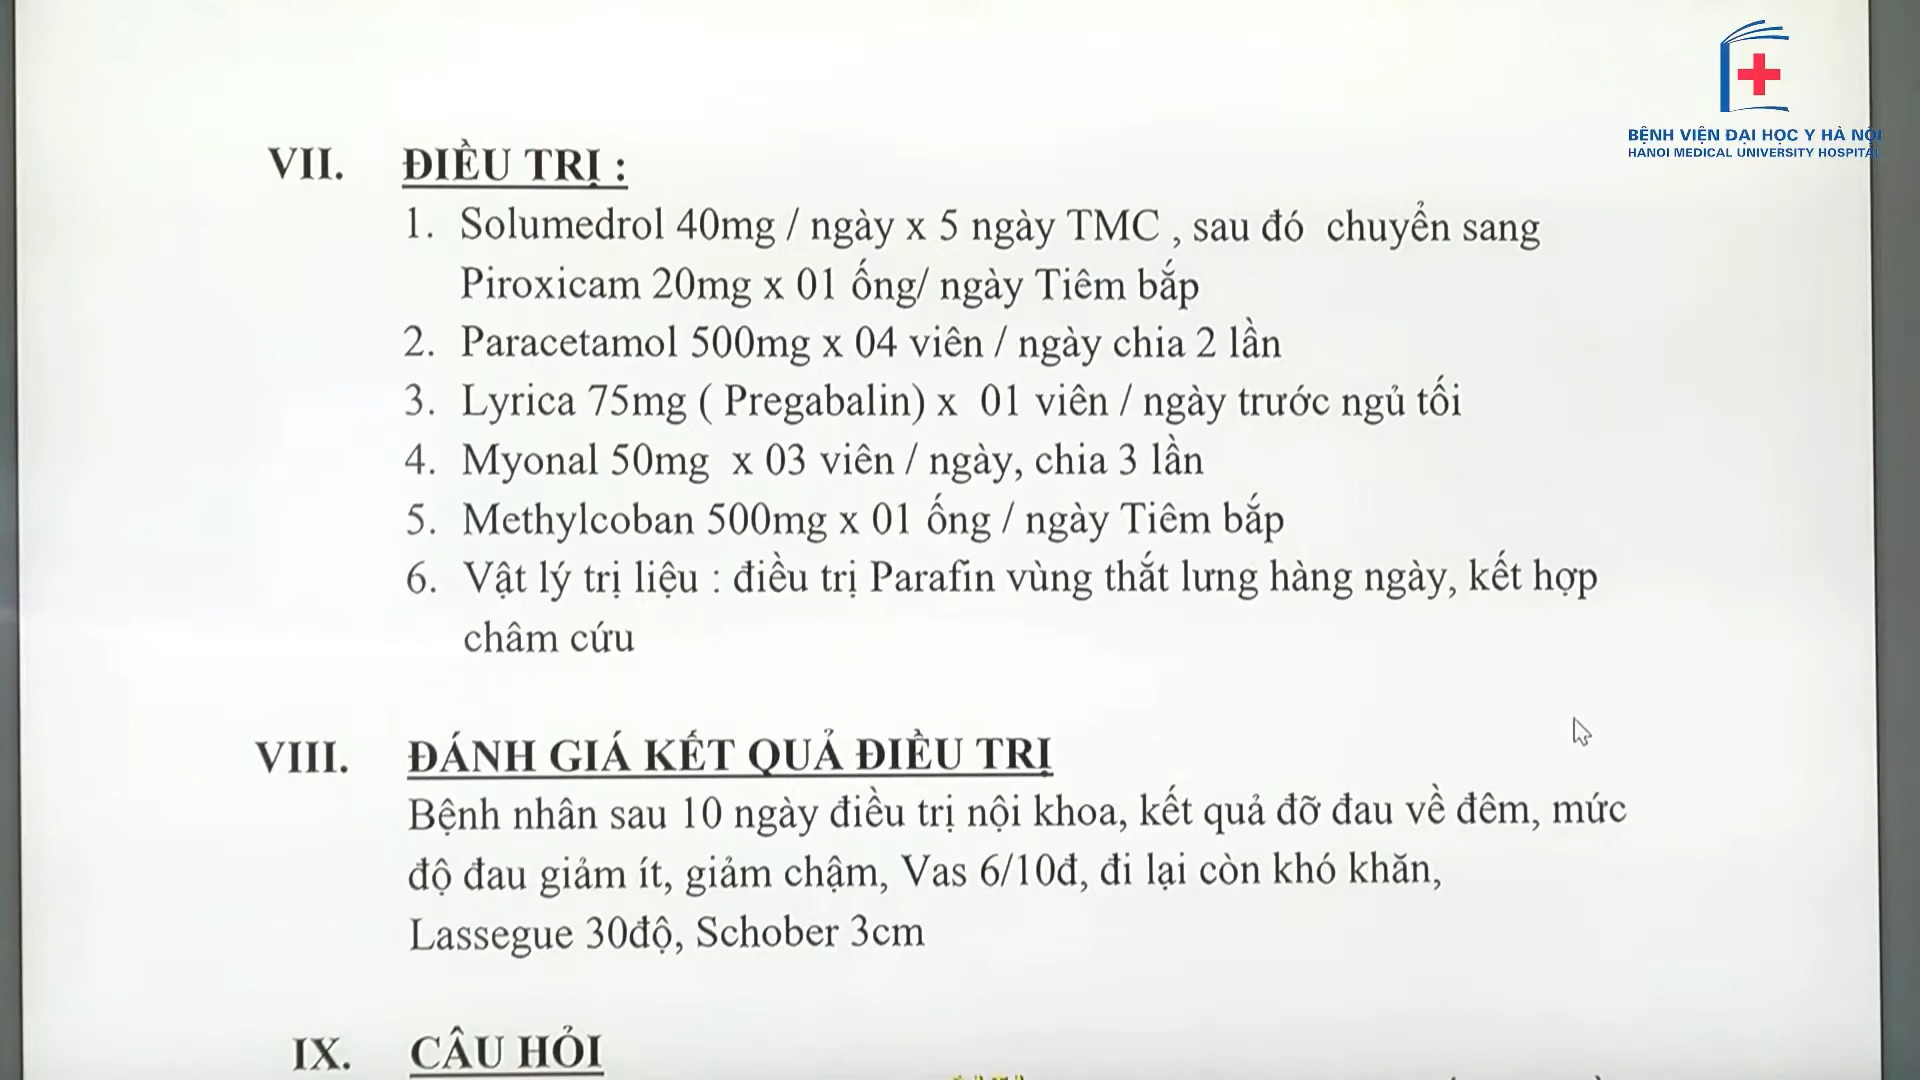 BỆNH VIỆN ĐẠI HỌC Y HÀ NỘI
HANOI MEDICAL UNIVERSITY HOSPITAL
VII. ĐIỀU TRỊ :
1. Solumedrol 40mg / ngày x 5 ngày TMC , sau đó chuyển sang
Piroxicam 20mg x 01 ống/ ngày Tiêm bắp
2. Paracetamol 500mg x 04 viên / ngày chia 2 lần
3. Lyrica 75mg ( Pregabalin) x 01 viên / ngày trước ngủ tối
4. Myonal 50mg x 03 viên / ngày, chia 3 lần
5. Methylcoban 500mg x 01 ống / ngày Tiêm bắp
6. Vật lý trị liệu : điều trị Parafin vùng thắt lưng hàng ngày, kết hợp
châm cứu
VIII. ĐÁNH GIÁ KẾT QUẢ ĐIỀU TRỊ
Bệnh nhân sau 10 ngày điều trị nội khoa, kết quả đỡ đau về đêm, mức
độ đau giảm ít, giảm chậm, Vas 6/10đ, đi lại còn khó khăn,
Lassegue 30độ, Schober 3cm
IX. CÂU HỎI